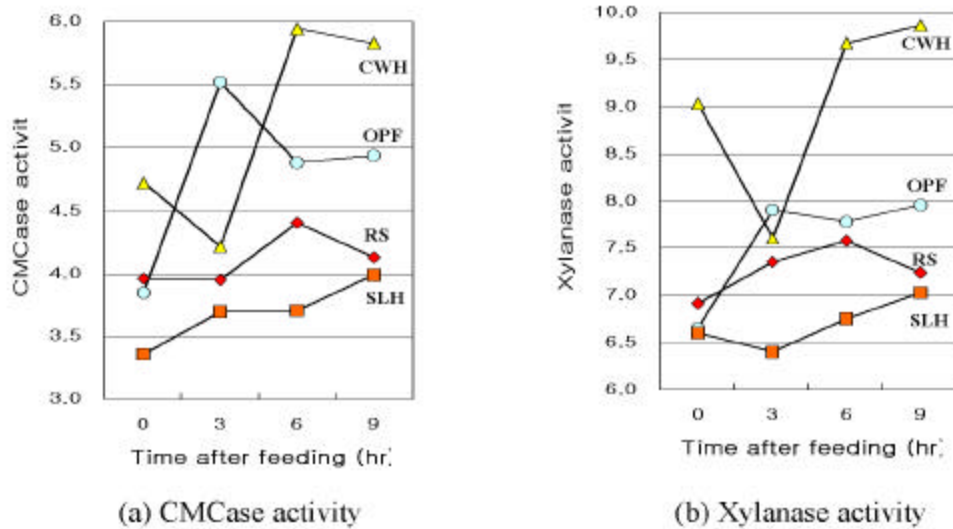 6.0
5.5
5.0
4.5
4.0
3.5
3.0
CMCase activit
CWH
OPF
RS
SLH
0 3 6 9
Time after feeding (hr)
(a) CMCase activity
10.0
9.5
9.0
8.5
8.0
7.5
7.0
6.5
6.0
Xylanase activit
CWH
OPF
RS
SLH
0 3 6 9
Time after feeding (hr)
(b) Xylanase activity